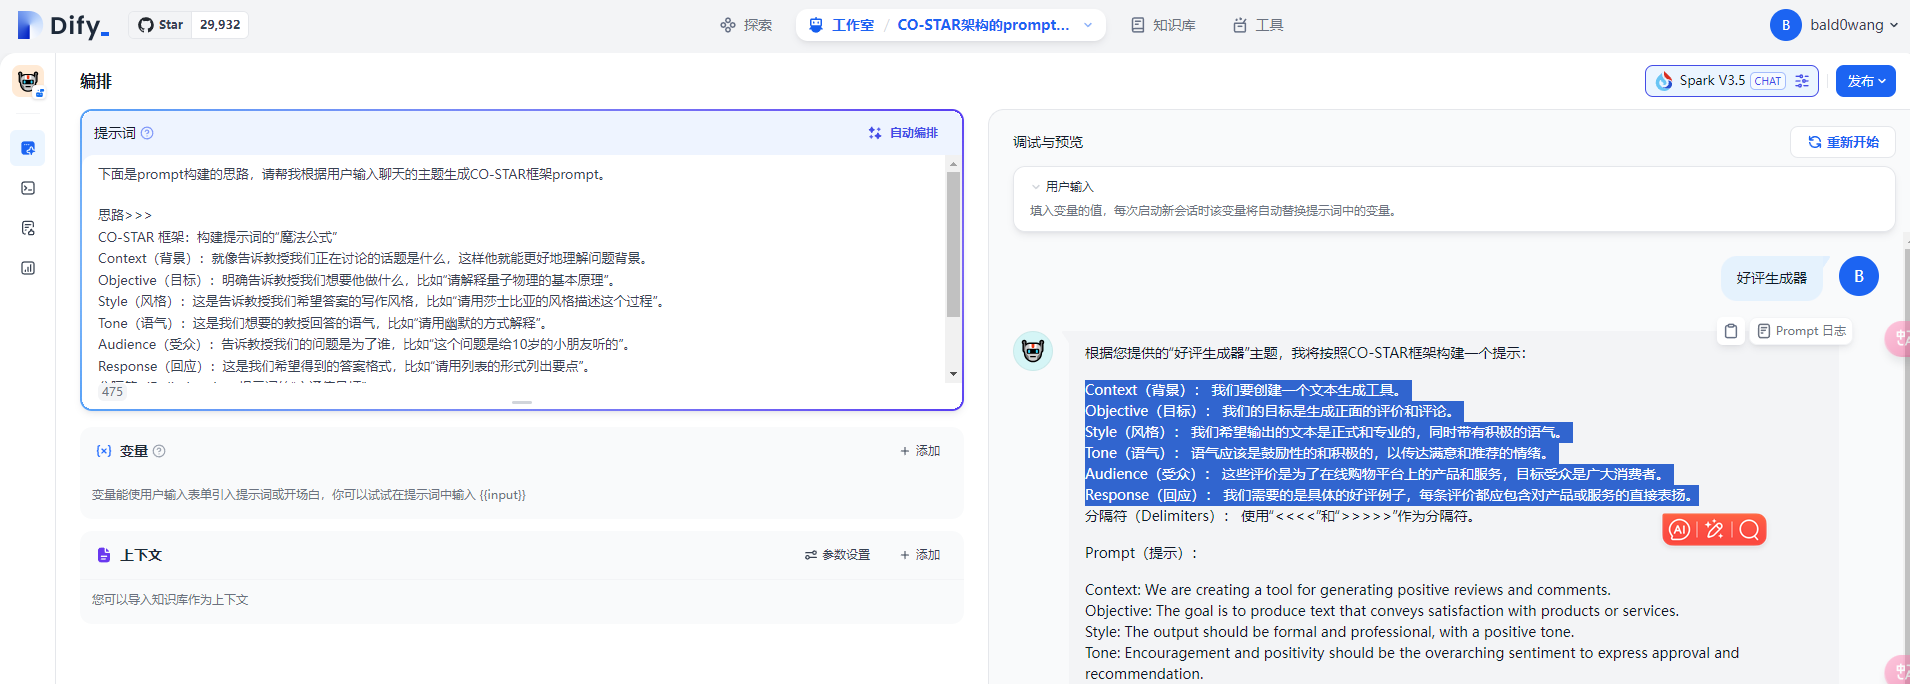 Dify_
Star 29,932
探索
工作室 / CO-STAR架构的prompt...
知识库
工具
B bald0wang
编排
Spark V3.5 CHAT
发布
提示词
自动编排
下面是prompt构建的思路，请帮我根据用户输入聊天的主题生成CO-STAR框架prompt。
思路>>>
CO-STAR 框架：构建提示词的“魔法公式”
Context（背景）：就像告诉教授我们正在讨论的话题是什么，这样他就能更好地理解问题背景。
Objective（目标）：明确告诉教授我们想要他做什么，比如“请解释量子物理的基本原理”。
Style（风格）：这是告诉教授我们希望答案的写作风格，比如“请用莎士比亚的风格描述这个过程”。
Tone（语气）：这是我们想要的教授回答的语气，比如“请用幽默的方式解释”。
Audience（受众）：告诉教授我们的问题是为了谁，比如“这个问题是给10岁的小朋友听的”。
Response（回应）：这是我们希望得到的答案格式，比如“请用列表的形式列出要点”。
475
{x} 变量
+ 添加
变量能使用户输入表单引入提示词或开场白，你可以试试在提示词中输入 {{input}}
上下文
参数设置
+ 添加
您可以导入知识库作为上下文
调试与预览
重新开始
用户输入
填入变量的值，每次启动新会话时该变量将自动替换提示词中的变量。
好评生成器
B
Prompt 日志
根据您提供的“好评生成器”主题，我将按照CO-STAR框架构建一个提示：
Context（背景）： 我们要创建一个文本生成工具。
Objective（目标）： 我们的目标是生成正面的评价和评论。
Style（风格）： 我们希望输出的文本是正式和专业的，同时带有积极的语气。
Tone（语气）： 语气应该是鼓励性的和积极的，以传达满意和推荐的情绪。
Audience（受众）： 这些评价是为了在线购物平台上的产品和服务，目标受众是广大消费者。
Response（回应）： 我们需要的是具体的好评例子，每条评价都应包含对产品或服务的直接表扬。
分隔符（Delimiters）： 使用“<<<<”和“>>>>>”作为分隔符。
AI
Prompt（提示）：
Context: We are creating a tool for generating positive reviews and comments.
Objective: The goal is to produce text that conveys satisfaction with products or services.
Style: The output should be formal and professional, with a positive tone.
Tone: Encouragement and positivity should be the overarching sentiment to express approval and
recommendation.